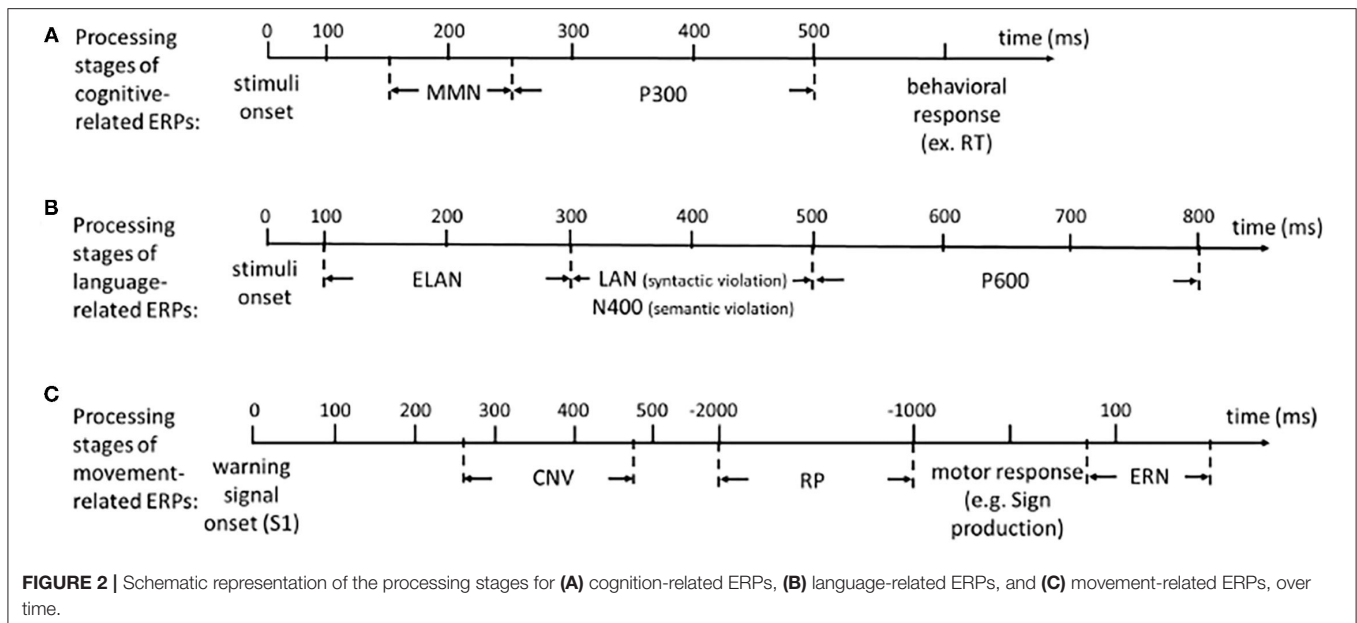 A Processing stages of cognitive-related ERPs:
0 100 200 300 400 500 time (ms)
stimuli onset
MMN P300
behavioral response (ex. RT)
B Processing stages of language-related ERPs:
0 100 200 300 400 500 600 700 800 time (ms)
stimuli onset
ELAN LAN (syntactic violation) P600
N400 (semantic violation)
C Processing stages of movement-related ERPs:
0 100 200 300 400 500 -2000 -1000 100 time (ms)
warning signal onset (S1)
CNV RP
motor response (e.g. Sign production)
ERN
FIGURE 2 | Schematic representation of the processing stages for (A) cognition-related ERPs, (B) language-related ERPs, and (C) movement-related ERPs, over
time.